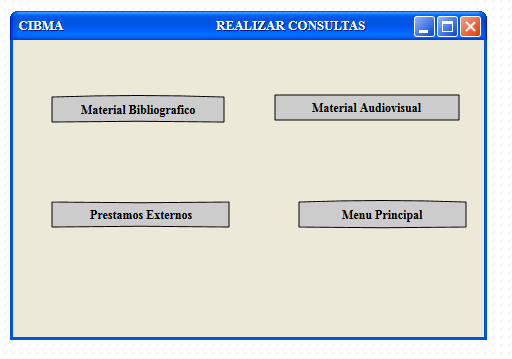 CIBMA REALIZAR CONSULTAS
Material Bibliografico
Material Audiovisual
Prestamos Externos
Menu Principal